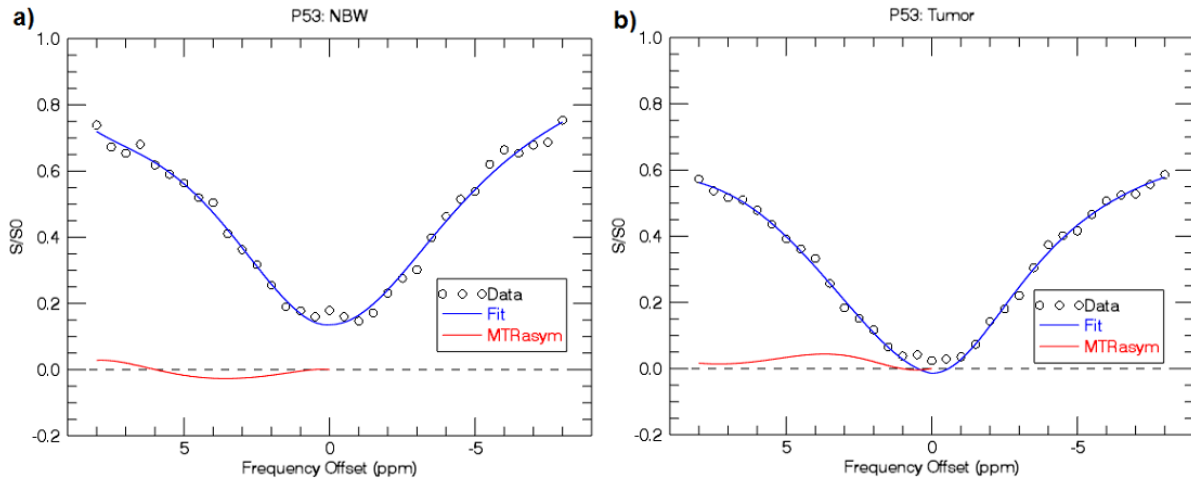 a)
P53: NBW
1.0
0.8
0.6
0.4
0.2
0.0
-0.2
S/S0
5
0
-5
Frequency Offset (ppm)
Data
Fit
MTRasym
b)
P53: Tumor
1.0
0.8
0.6
0.4
0.2
0.0
-0.2
S/S0
5
0
-5
Frequency Offset (ppm)
Data
Fit
MTRasym